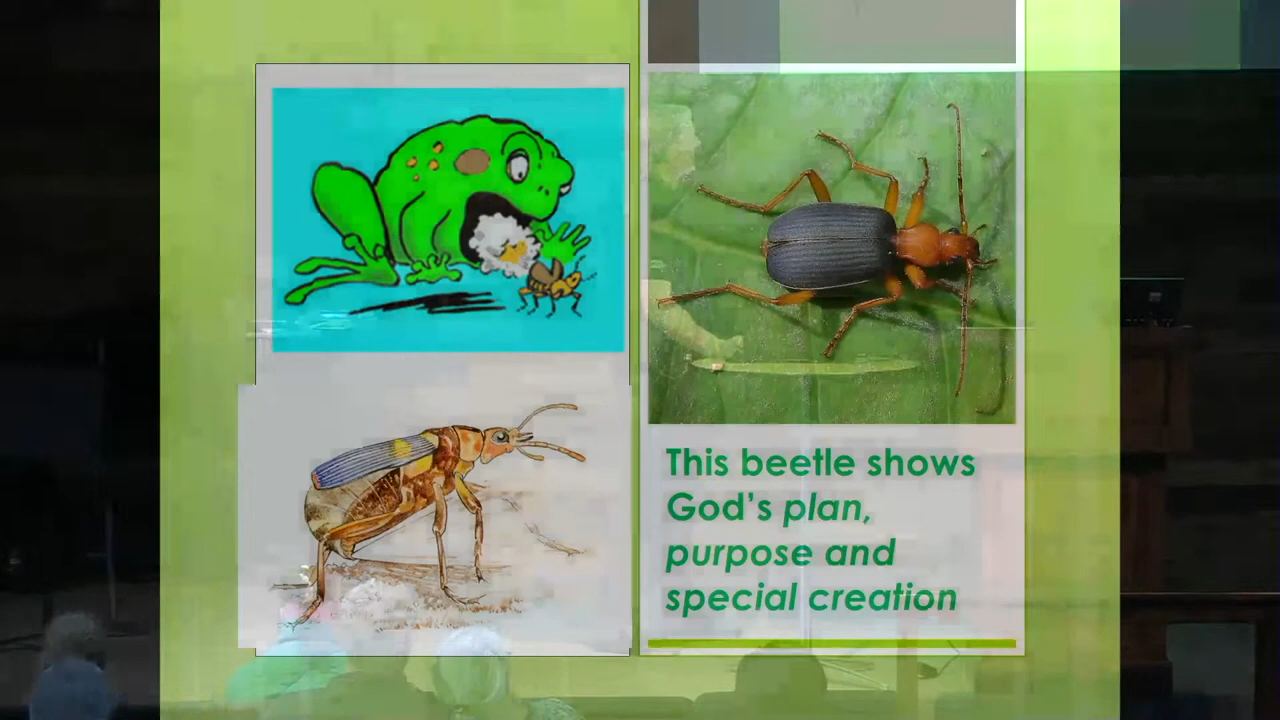 This beetle shows
God's plan,
purpose and
special creation